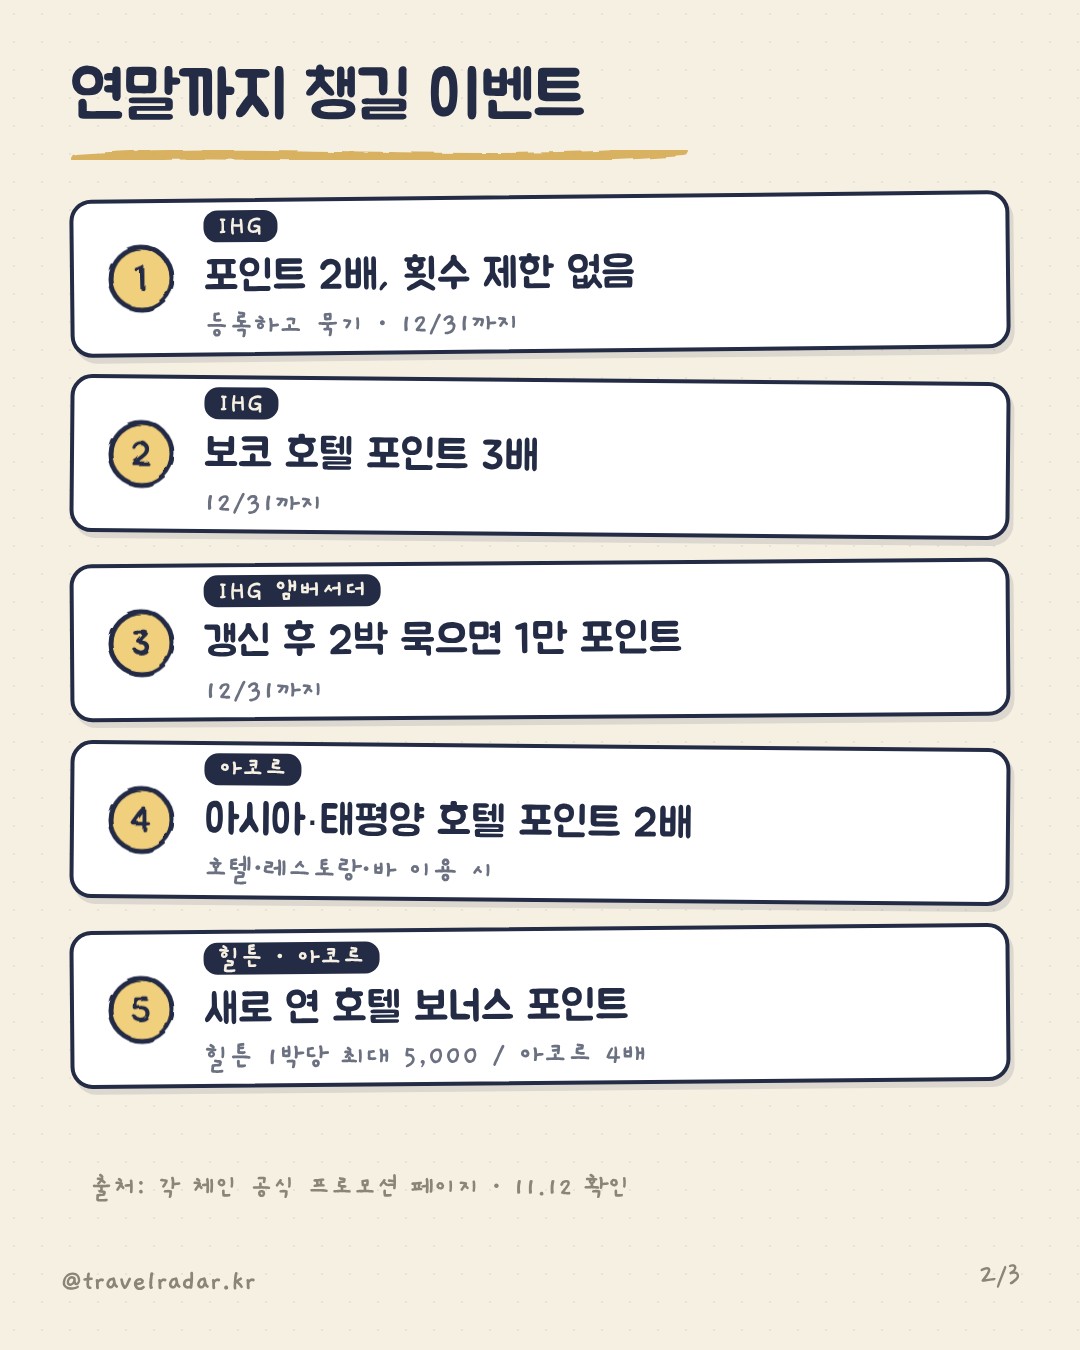 연말까지 챙길 이벤트
IHG
1
포인트 2배, 횟수 제한 없음
등록하고 묵기 · 12/31까지
IHG
2
보코 호텔 포인트 3배
12/31까지
IHG 앰버서더
3
갱신 후 2박 묵으면 1만 포인트
12/31까지
아코르
4
아시아·태평양 호텔 포인트 2배
호텔·레스토랑·바 이용 시
힐튼 · 아코르
5
새로 연 호텔 보너스 포인트
힐튼 1박당 최대 5,000 / 아코르 4배
출처: 각 체인 공식 프로모션 페이지 · 11.12 확인
@travelradar.kr
2/3